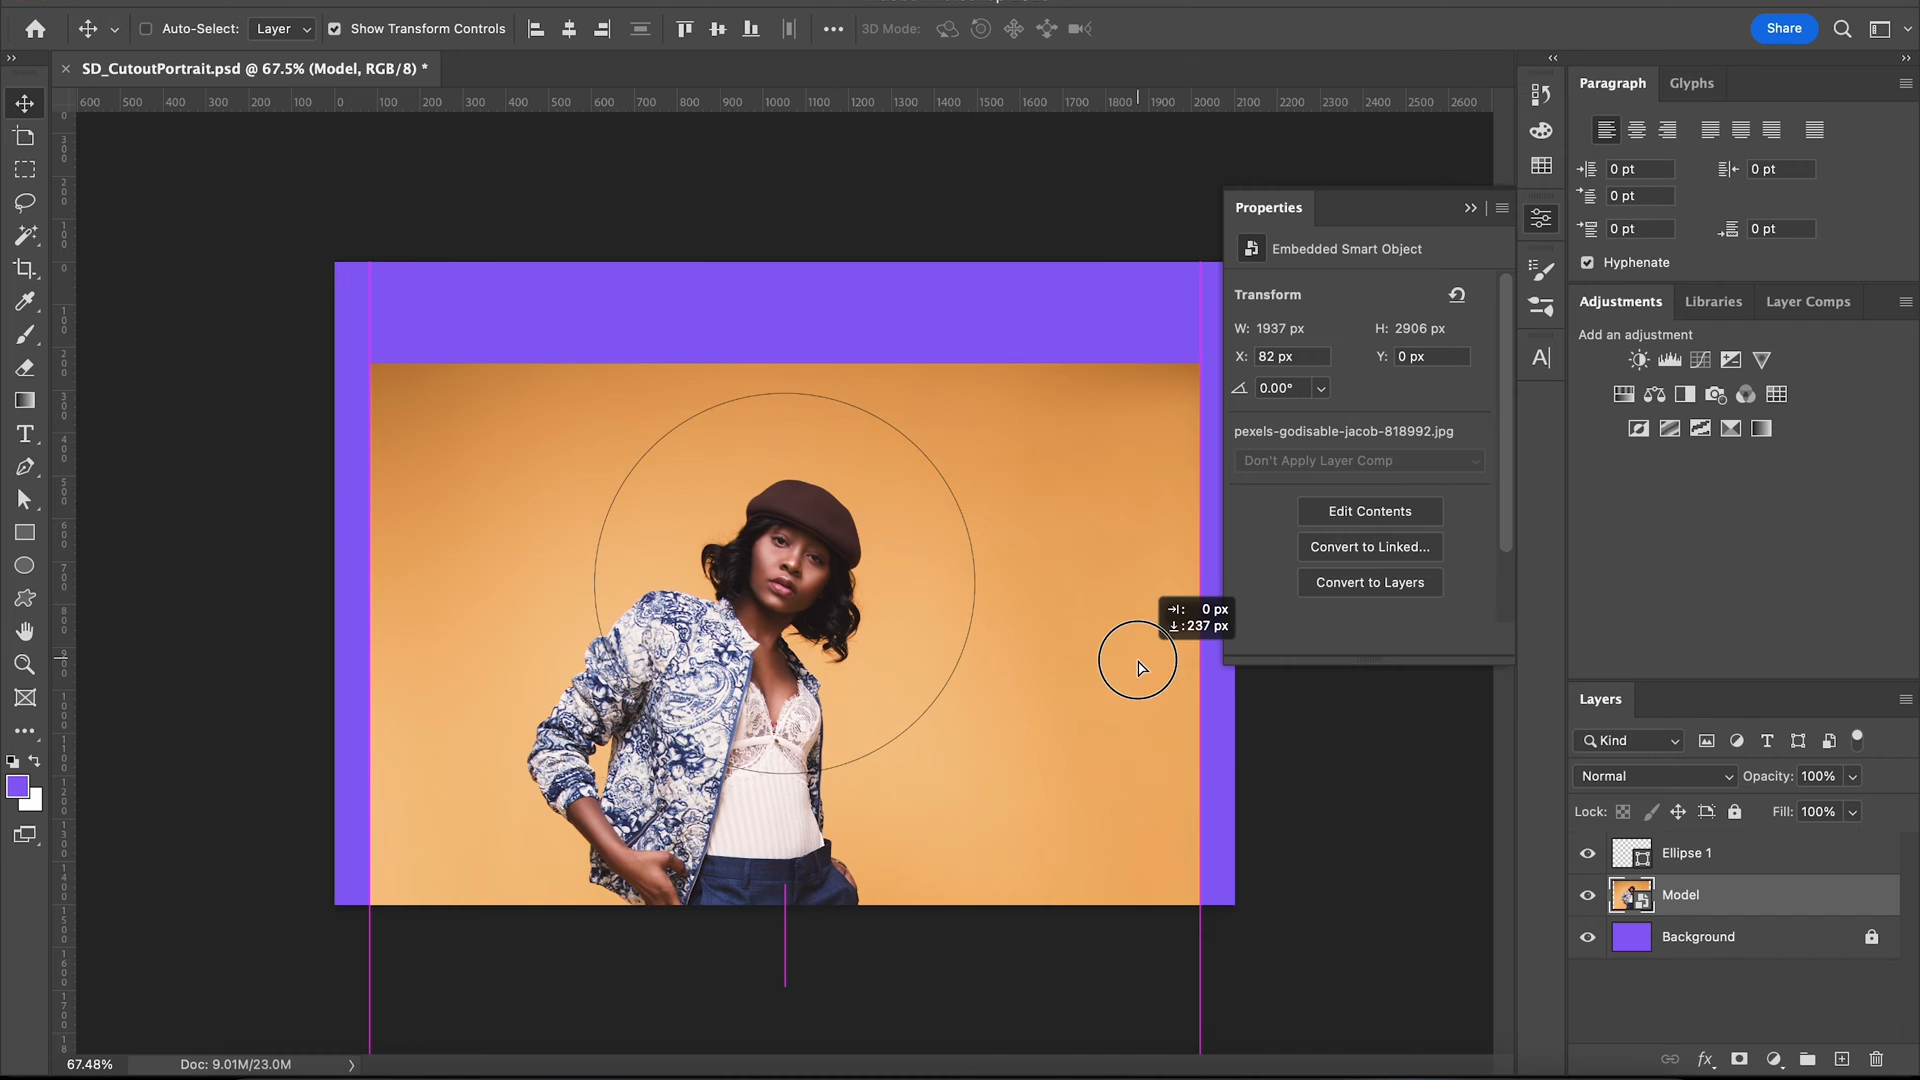 Auto-Select:
Layer
Show Transform Controls
3D Mode:
Share
SD_CutoutPortrait.psd @ 67.5% (Model, RGB/8) *
600 500 400 300 200 100 0 100 200 300 400 500 600 700 800 900 1000 1100 1200 1300 1400 1500 1600 1700 1800 1900 2000 2100 2200 2300 2400 2500 2600
Properties
Embedded Smart Object
Transform
W: 1937 px
H: 2906 px
X: 82 px
Y: 0 px
0.00°
pexels-godisable-jacob-818992.jpg
Don't Apply Layer Comp
Edit Contents
Convert to Linked...
Convert to Layers
0 px
237 px
Paragraph
Glyphs
0 pt
0 pt
0 pt
0 pt
0 pt
Hyphenate
Adjustments
Libraries
Layer Comps
Add an adjustment
Layers
Kind
Normal
Opacity: 100%
Lock:
Fill: 100%
Ellipse 1
Model
Background
fx
67.48%
Doc: 9.01M/23.0M